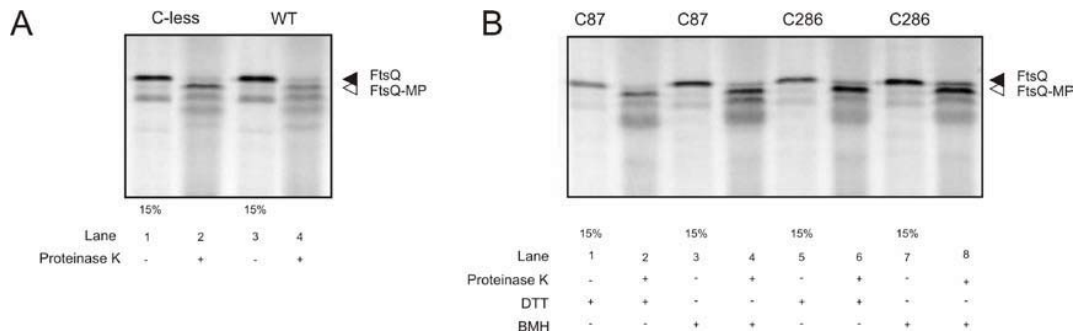 A
C-less WT
FtsQ
FtsQ-MP
15% 15%
Lane 1 2 3 4
Proteinase K - + - +
B
C87 C87 C286 C286
FtsQ
FtsQ-MP
15% 15% 15% 15%
Lane 1 2 3 4 5 6 7 8
Proteinase K - + - + - + - +
DTT + + - - + + - -
BMH - - + + - - + +